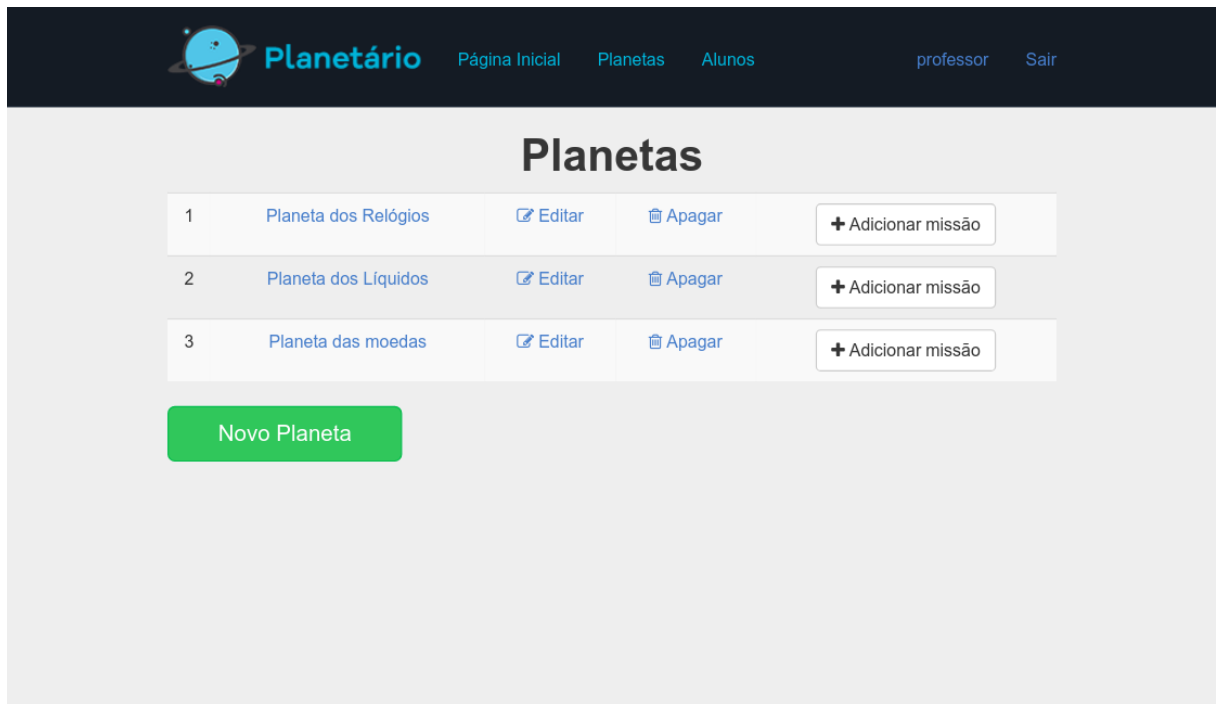 Planetário Página Inicial Planetas Alunos professor Sair
Planetas
1 Planeta dos Relógios Editar Apagar Adicionar missão
2 Planeta dos Líquidos Editar Apagar Adicionar missão
3 Planeta das moedas Editar Apagar Adicionar missão
Novo Planeta